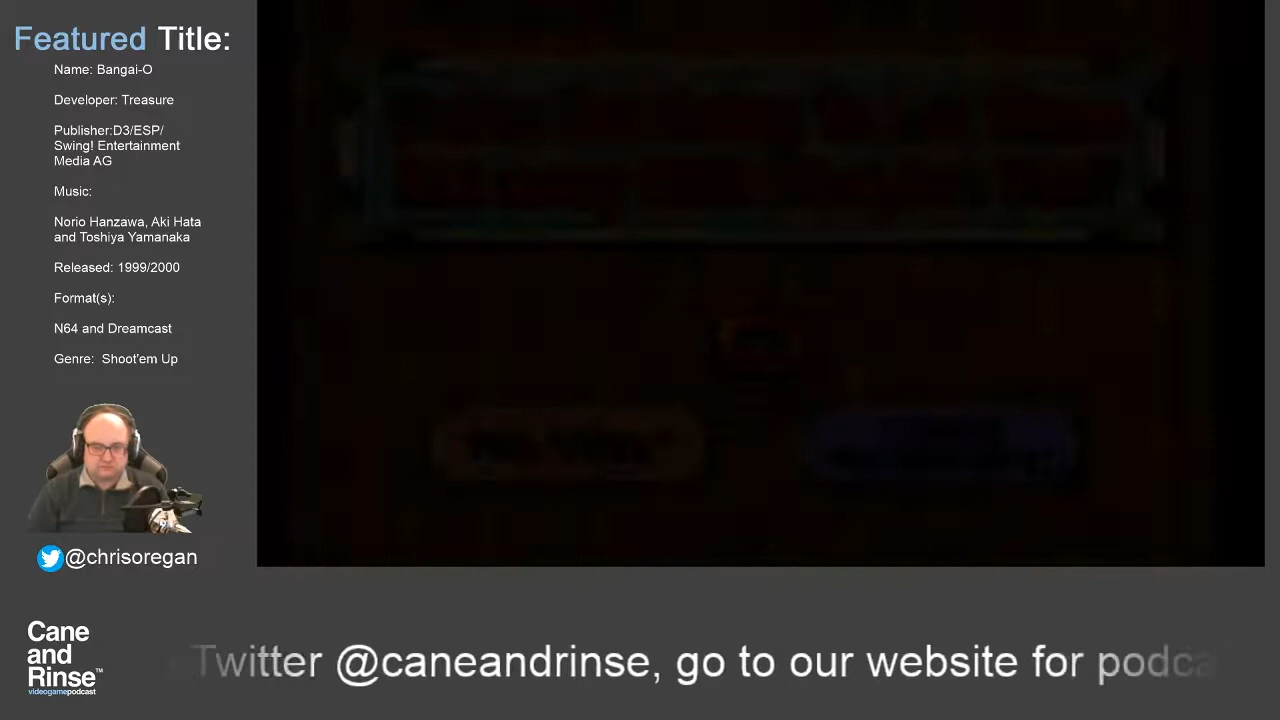 Featured Title:
Name: Bangai-O
Developer: Treasure
Publisher:D3/ESP/
Swing! Entertainment
Media AG
Music:
Norio Hanzawa, Aki Hata
and Toshiya Yamanaka
Released: 1999/2000
Format(s):
N64 and Dreamcast
Genre: Shoot'em Up
@chrisoregan
Cane
and
Rinse™
videogamepodcast
Twitter @caneandrinse, go to our website for podca